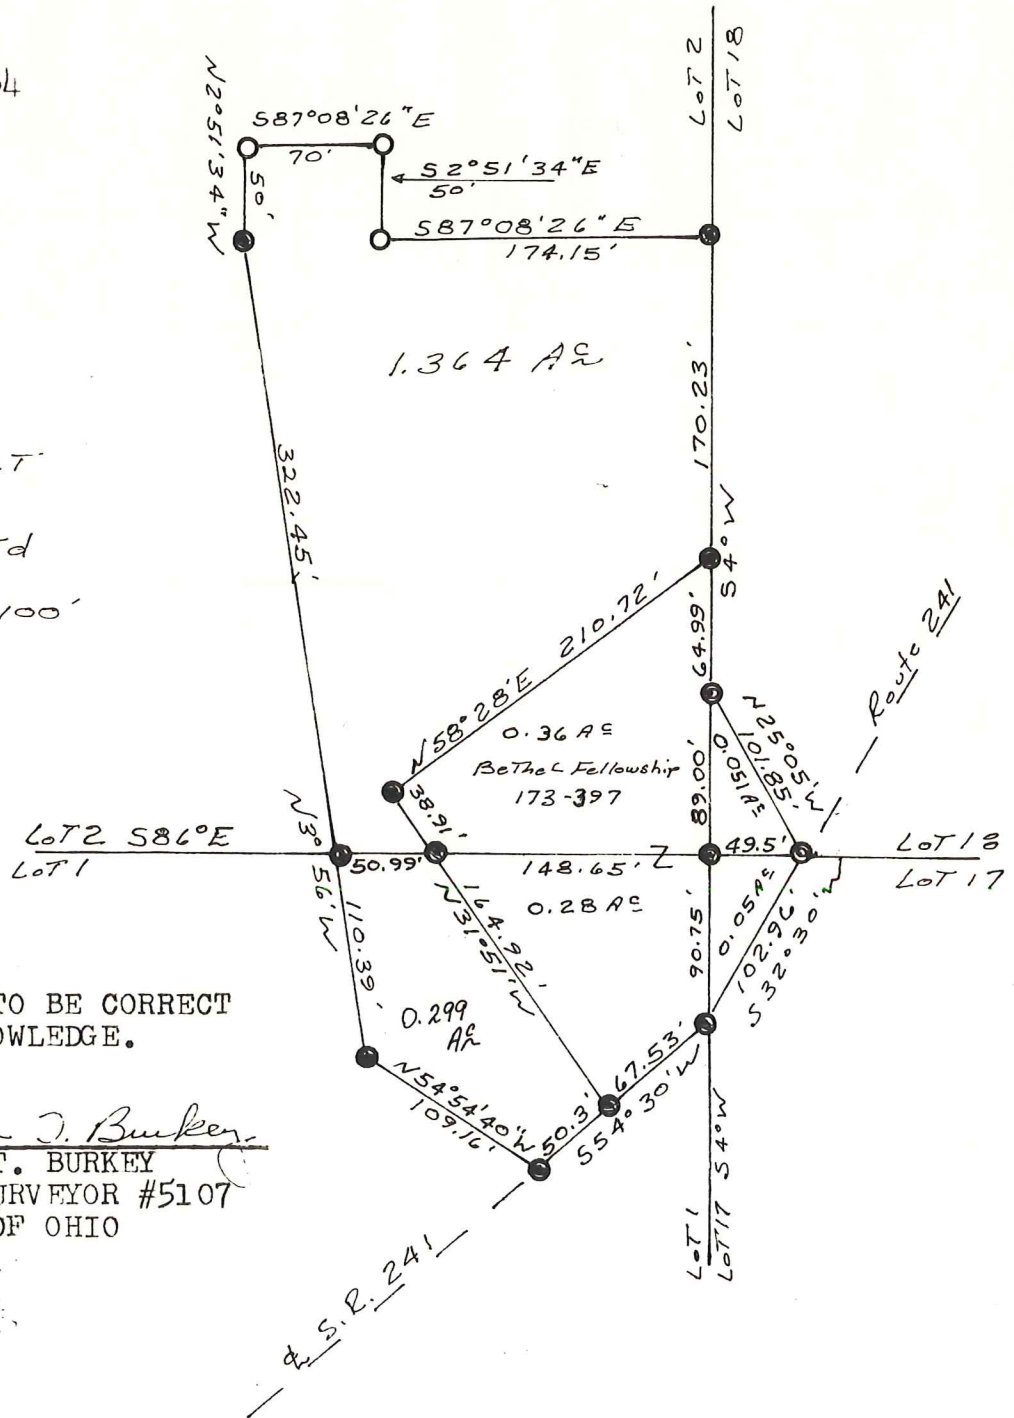 LOT 2
LOT 18
N2°51'34"W
S87°08'26"E
70'
50'
S2°51'34"E
50'
S87°08'26"E
174.15'
1.364 Ac
170.23'
S4°W
322.45'
100'
N58°28'E 210.72'
64.99'
Route 241
0.36 Ac
Bethel Fellowship
173-397
N25°05'W
101.85'
0.051 Ac
89.00'
38.91'
LOT 2 S86°E
LOT 1
N3°56'W
50.99'
148.65'
49.5'
LOT 18
LOT 17
0.28 Ac
110.39'
164.92'
N31°51'W
90.75'
0.05 Ac
102.96'
S32°30'W
TO BE CORRECT
OWLEDGE.
0.299
Ac
N54°54'40"W
109.16'
67.53'
50.3'
S54°30'W
J. Burkey
T. BURKEY
URVEYOR #5107
OF OHIO
LOT 1
LOT 17 S4°W
S.R. 241